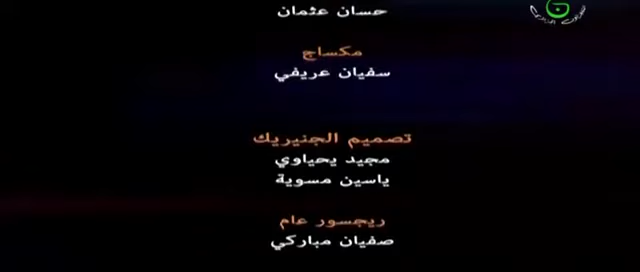 حسان عثمان
مكساج
سفيان عريفي
تصميم الجنيريك
مجيد يحياوي
ياسين مسوية
ريجسور عام
صفيان مباركي